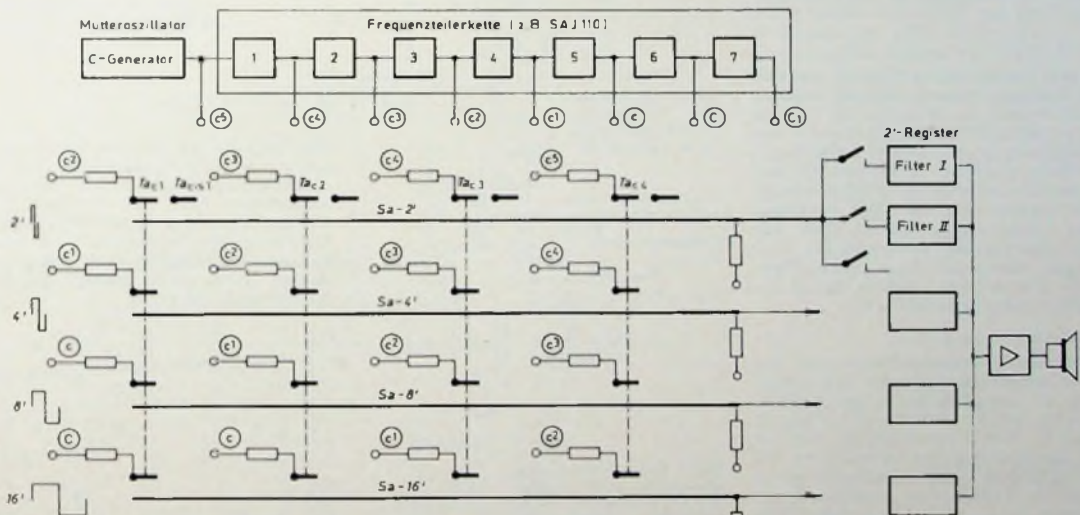 Mutteroszillator
C-Generator
Frequenzteilerkette (z.B. SAJ110)
1 2 3 4 5 6 7
c5 c4 c3 c2 c1 c C C1
2'-Register
c2 c3 c4 c5
Tac1 Tacis1 Tac2 Tac3 Tac4
Filter I
Sa-2'
2'
Filter II
c1 c2 c3 c4
Sa-4'
4'
c c1 c2 c3
Sa-8'
8'
C c c1 c2
Sa-16'
16'